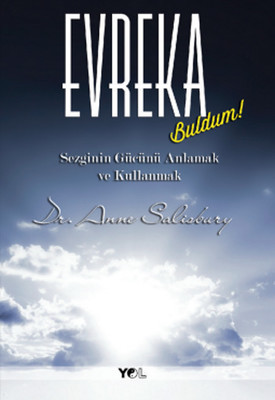 EVREKA
Buldum!
Sezginin Gücünü Anlamak
ve Kullanmak
Dr. Anne Salisbury
YOL